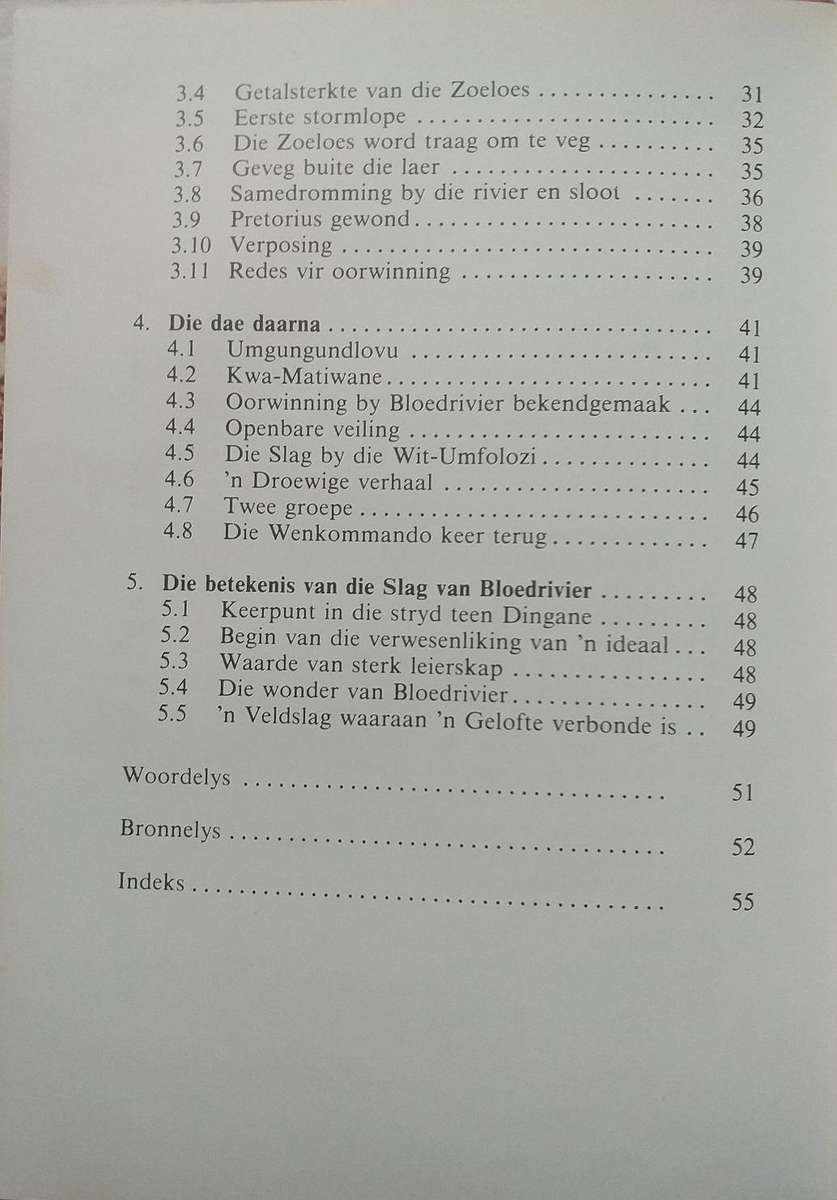 3.4 Getalsterkte van die Zoeloes ............... 31
3.5 Eerste stormlope ......................... 32
3.6 Die Zoeloes word traag om te veg .......... 35
3.7 Geveg buite die laer ...................... 35
3.8 Samedromming by die rivier en sloot ....... 36
3.9 Pretorius gewond ......................... 38
3.10 Verposing ............................... 39
3.11 Redes vir oorwinning ..................... 39
4. Die dae daarna ................................ 41
4.1 Umgungundlovu ......................... 41
4.2 Kwa-Matiwane ........................... 41
4.3 Oorwinning by Bloedrivier bekendgemaak ... 44
4.4 Openbare veiling ......................... 44
4.5 Die Slag by die Wit-Umfolozi .............. 44
4.6 'n Droewige verhaal ...................... 45
4.7 Twee groepe ............................. 46
4.8 Die Wenkommando keer terug ............. 47
5. Die betekenis van die Slag van Bloedrivier ......... 48
5.1 Keerpunt in die stryd teen Dingane ......... 48
5.2 Begin van die verwesenliking van 'n ideaal ... 48
5.3 Waarde van sterk leierskap ................. 48
5.4 Die wonder van Bloedrivier ................. 49
5.5 'n Veldslag waaraan 'n Gelofte verbonde is .. 49
Woordelys .................................... 51
Bronnelys ..................................... 52
Indeks ........................................ 55